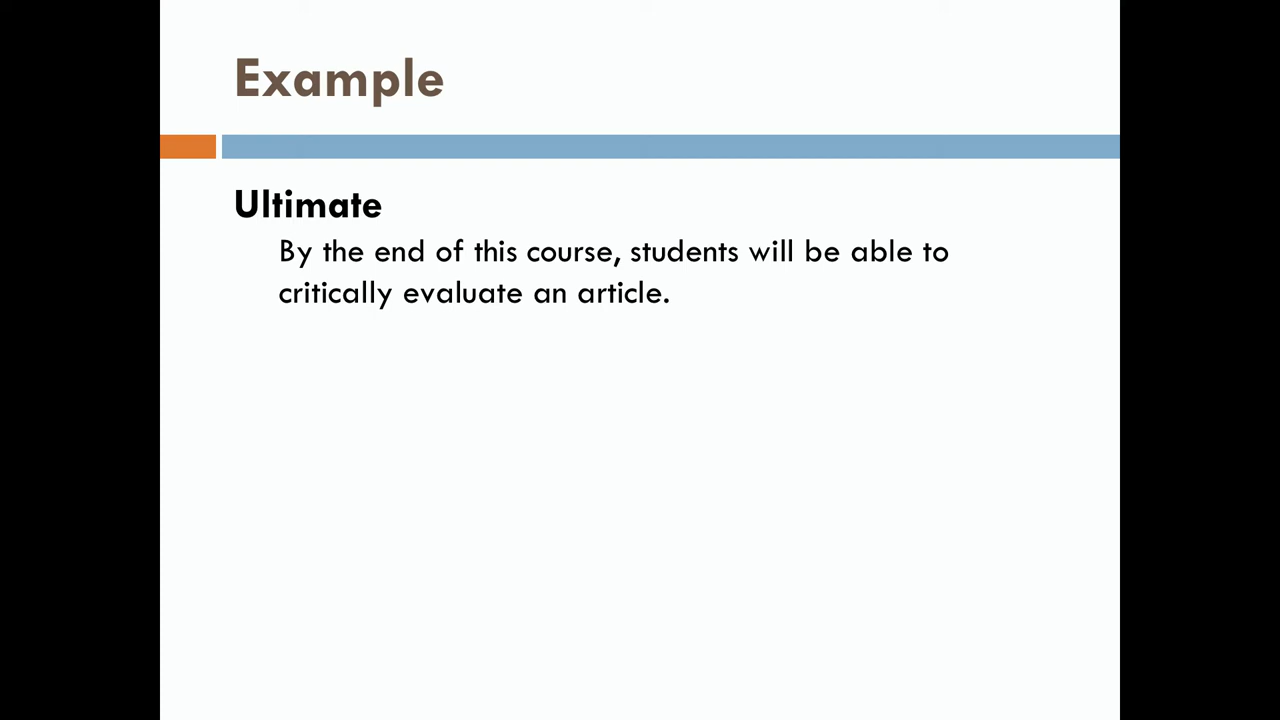 Example
Ultimate
By the end of this course, students will be able to
critically evaluate an article.